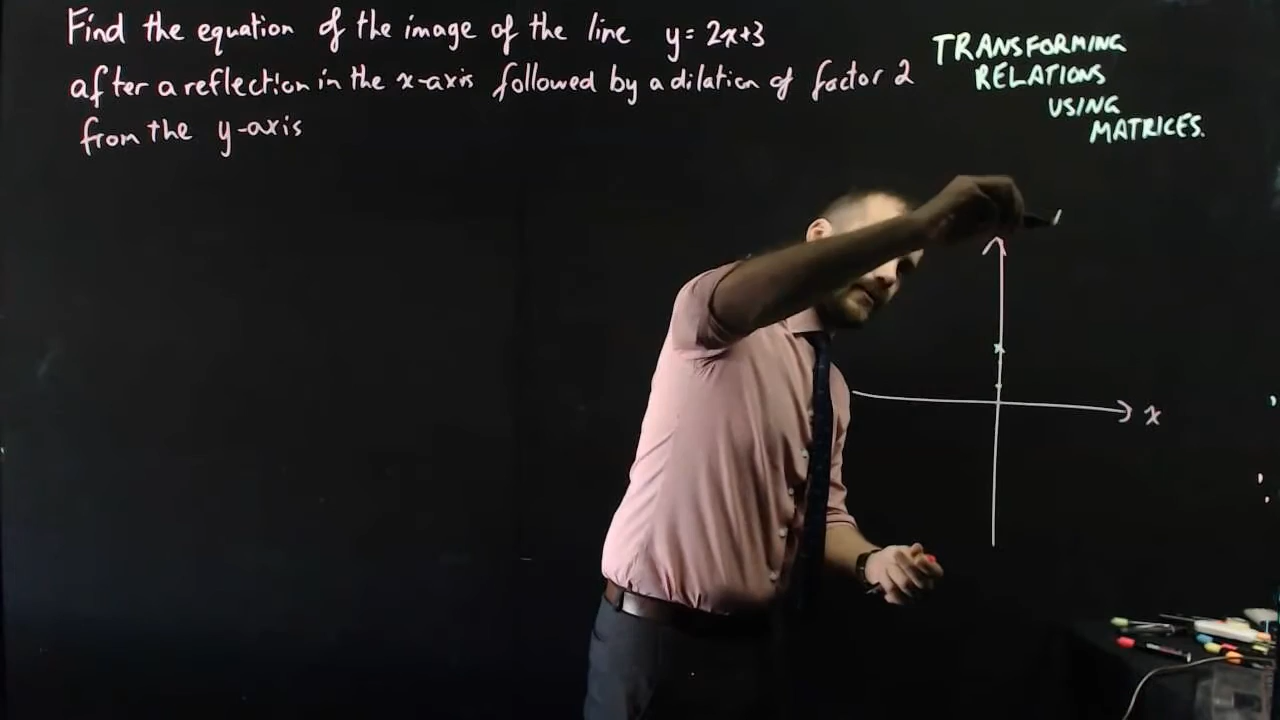 Find the equation of the image of the line y=2x+3
after a reflection in the x-axis followed by a dilation of factor 2
from the y-axis
TRANSFORMING
RELATIONS
USING
MATRICES.
x